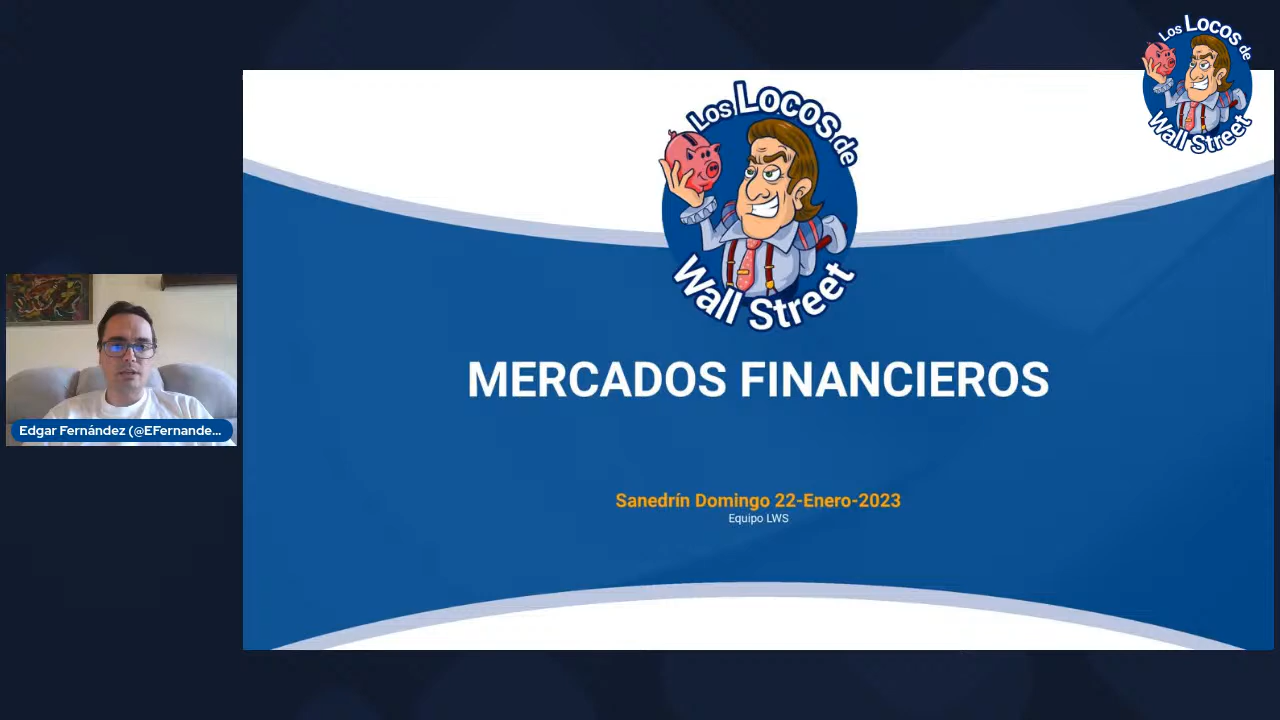 Los Locos de
Wall Street
Los Locos de
Wall Street
MERCADOS FINANCIEROS
Edgar Fernández (@EFernande...
Sanedrín Domingo 22-Enero-2023
Equipo LWS